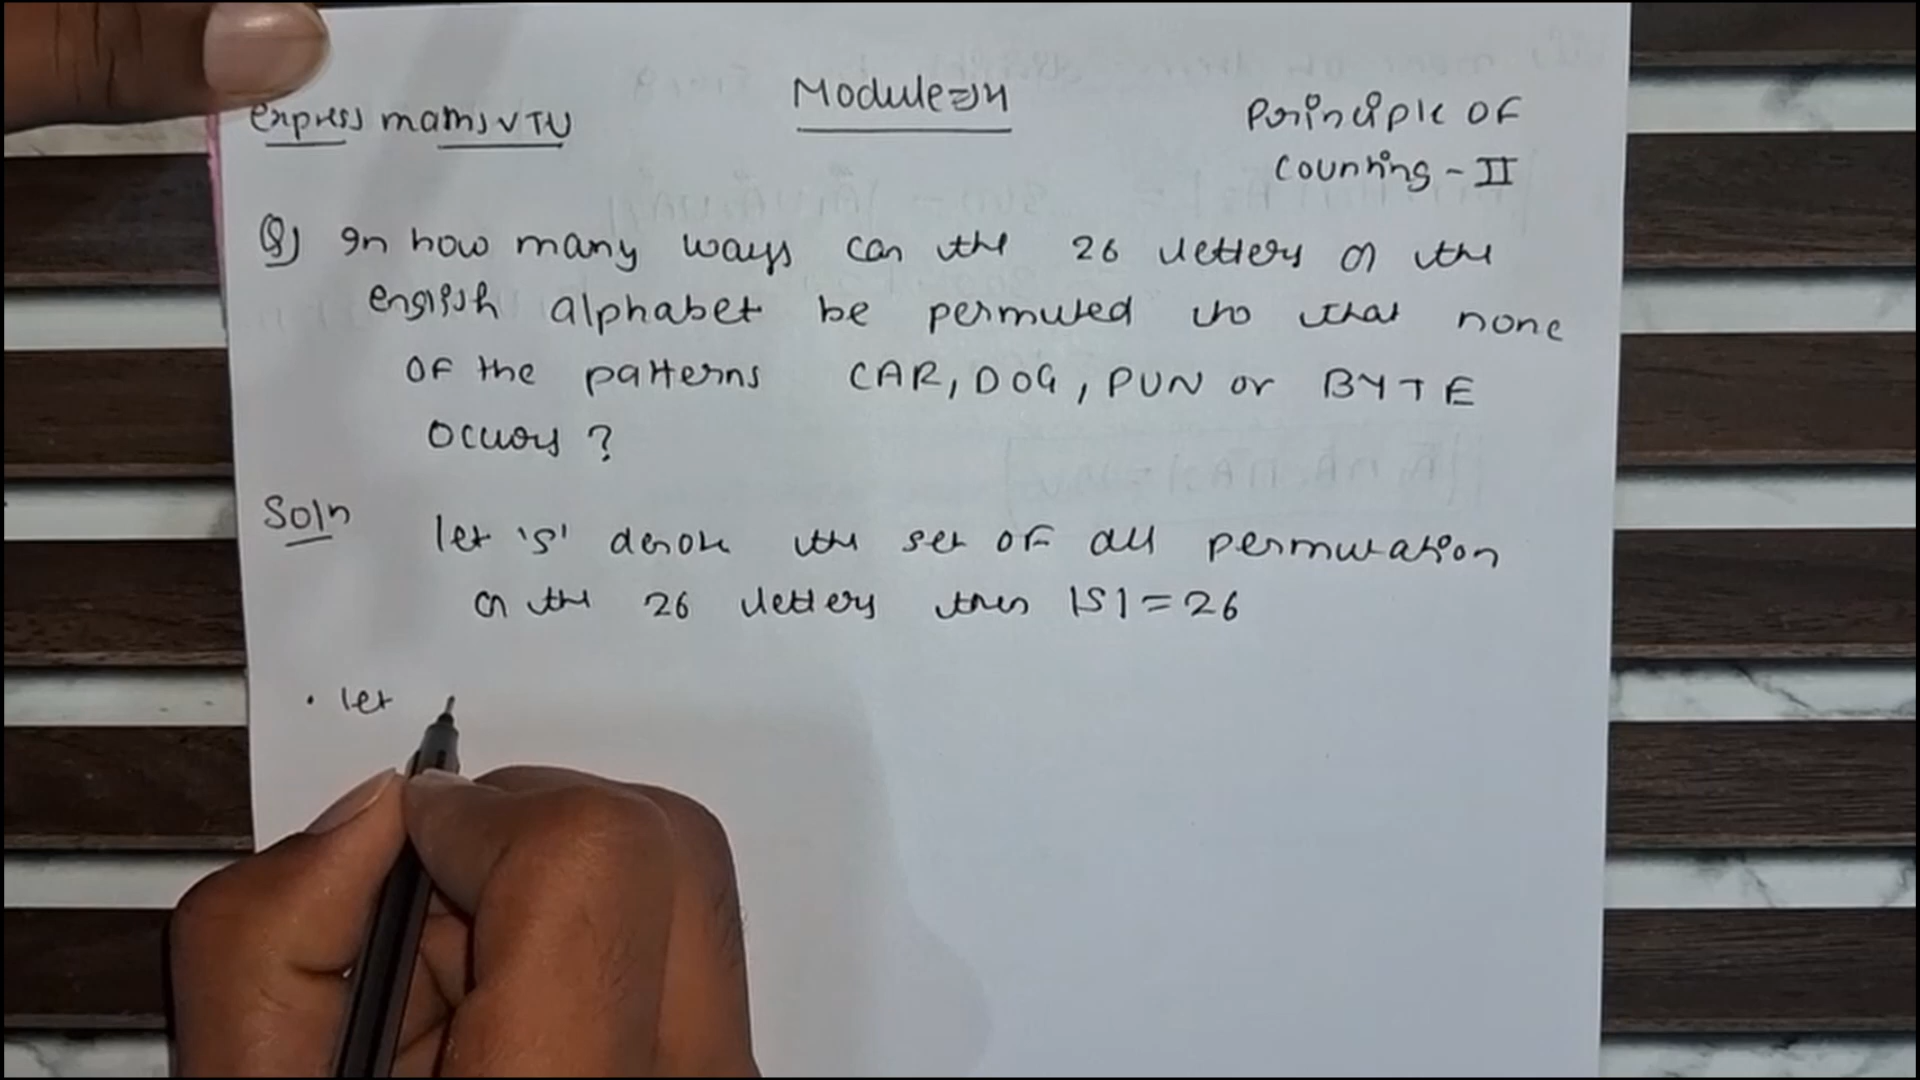 express maths VTU
Module⇒4
Principle OF
Counting - II
Q) In how many ways can the 26 letters of the
english alphabet be permuted so that none
OF the patterns CAR, DOG, PUN or BYTE
occurs ?
Soln
let 's' denote the set OF all permutation
of the 26 letters then |S| = 26
. let